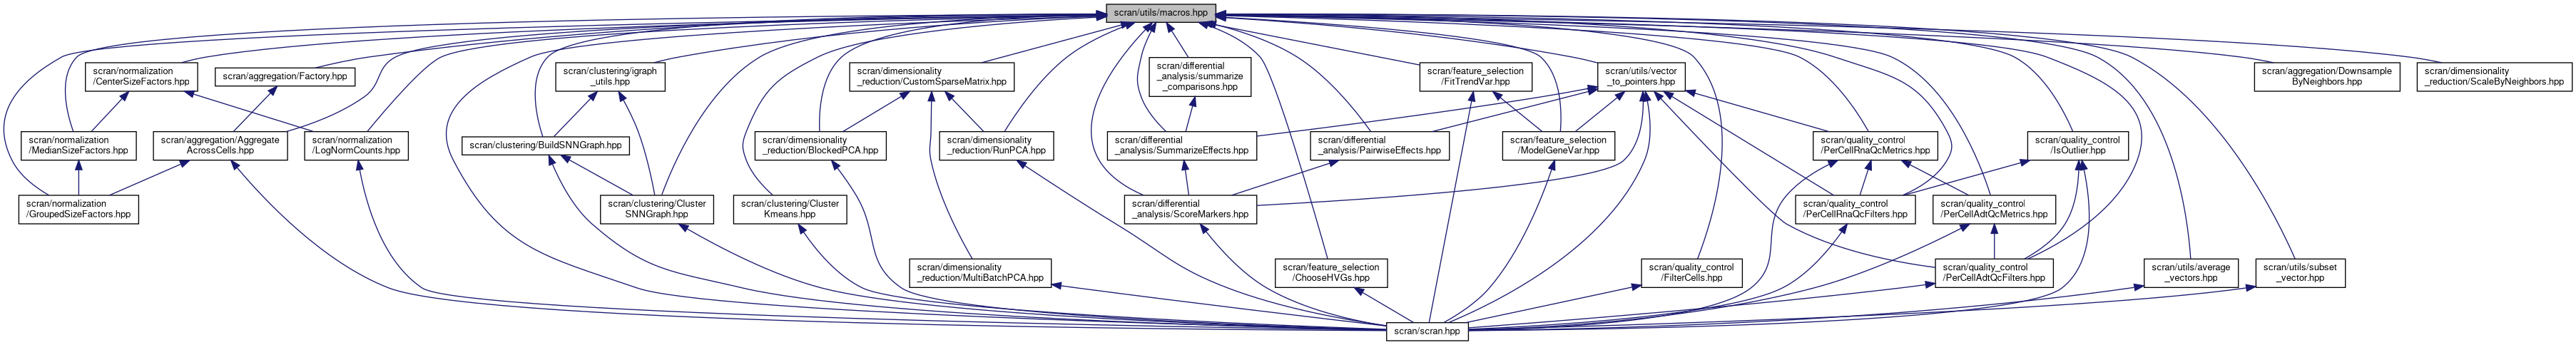 scran/utils/macros.hpp
scran/normalization
/CenterSizeFactors.hpp
scran/aggregation/Factory.hpp
scran/clustering/igraph
_utils.hpp
scran/dimensionality
_reduction/CustomSparseMatrix.hpp
scran/differential
_analysis/summarize
_comparisons.hpp
scran/feature_selection
/FitTrendVar.hpp
scran/utils/vector
_to_pointers.hpp
scran/aggregation/Downsample
ByNeighbors.hpp
scran/dimensionality
_reduction/ScaleByNeighbors.hpp
scran/normalization
/MedianSizeFactors.hpp
scran/aggregation/Aggregate
AcrossCells.hpp
scran/normalization
/LogNormCounts.hpp
scran/clustering/BuildSNNGraph.hpp
scran/dimensionality
_reduction/BlockedPCA.hpp
scran/dimensionality
_reduction/RunPCA.hpp
scran/differential
_analysis/SummarizeEffects.hpp
scran/differential
_analysis/PairwiseEffects.hpp
scran/feature_selection
/ModelGeneVar.hpp
scran/quality_control
/PerCellRnaQcMetrics.hpp
scran/quality_control
/IsOutlier.hpp
scran/normalization
/GroupedSizeFactors.hpp
scran/clustering/Cluster
SNNGraph.hpp
scran/clustering/Cluster
Kmeans.hpp
scran/differential
_analysis/ScoreMarkers.hpp
scran/quality_control
/PerCellRnaQcFilters.hpp
scran/quality_control
/PerCellAdtQcMetrics.hpp
scran/dimensionality
_reduction/MultiBatchPCA.hpp
scran/feature_selection
/ChooseHVGs.hpp
scran/quality_control
/FilterCells.hpp
scran/quality_control
/PerCellAdtQcFilters.hpp
scran/utils/average
_vectors.hpp
scran/utils/subset
_vector.hpp
scran/scran.hpp